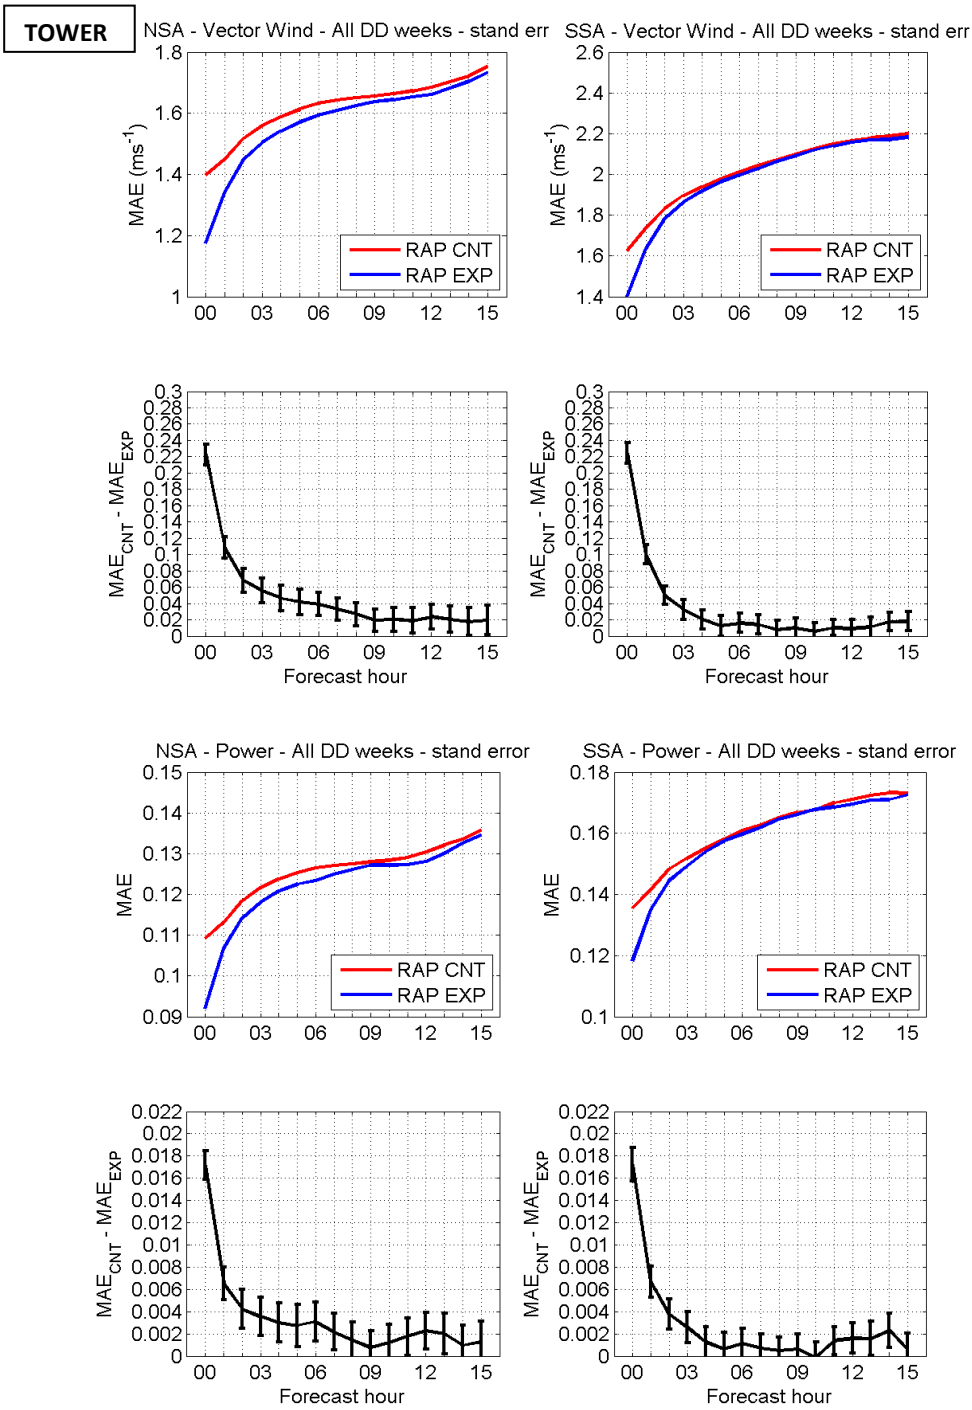 TOWER
NSA - Vector Wind - All DD weeks - stand err
SSA - Vector Wind - All DD weeks - stand err
MAE (ms-1)
1.8
1.6
1.4
1.2
1
00 03 06 09 12 15
RAP CNT
RAP EXP
MAE (ms-1)
2.6
2.4
2.2
2
1.8
1.6
1.4
00 03 06 09 12 15
RAP CNT
RAP EXP
MAECNT - MAEEXP
0.3
0.28
0.26
0.24
0.22
0.2
0.18
0.16
0.14
0.12
0.1
0.08
0.06
0.04
0.02
0
00 03 06 09 12 15
Forecast hour
MAECNT - MAEEXP
0.3
0.28
0.26
0.24
0.22
0.2
0.18
0.16
0.14
0.12
0.1
0.08
0.06
0.04
0.02
0
00 03 06 09 12 15
Forecast hour
NSA - Power - All DD weeks - stand error
SSA - Power - All DD weeks - stand error
MAE
0.15
0.14
0.13
0.12
0.11
0.1
0.09
00 03 06 09 12 15
RAP CNT
RAP EXP
MAE
0.18
0.16
0.14
0.12
0.1
00 03 06 09 12 15
RAP CNT
RAP EXP
MAECNT - MAEEXP
0.022
0.02
0.018
0.016
0.014
0.012
0.01
0.008
0.006
0.004
0.002
0
00 03 06 09 12 15
Forecast hour
MAECNT - MAEEXP
0.022
0.02
0.018
0.016
0.014
0.012
0.01
0.008
0.006
0.004
0.002
0
00 03 06 09 12 15
Forecast hour